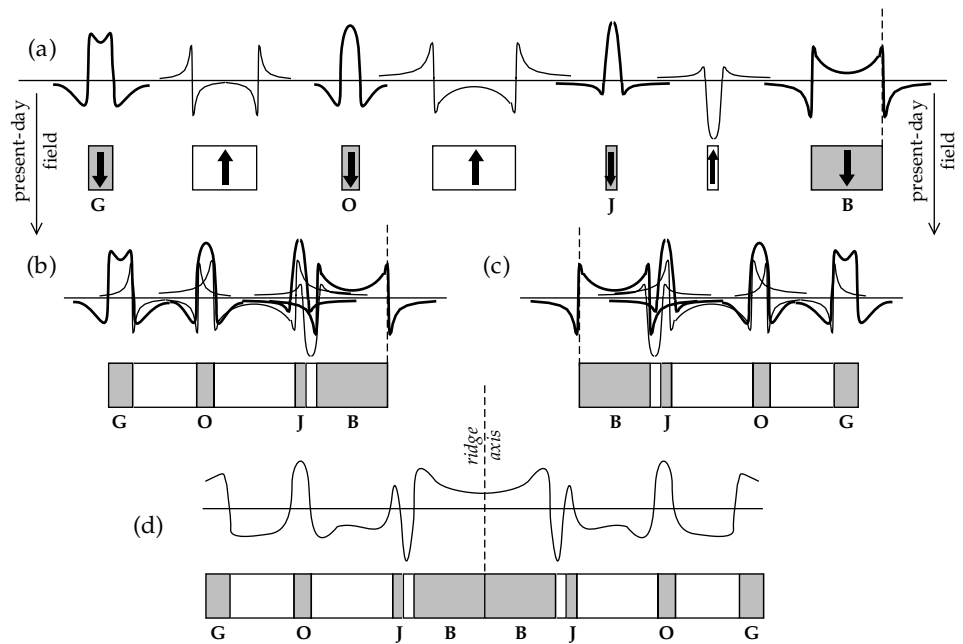 (a)
present-day
field
G
O
J
B
present-day
field
(b)
(c)
G
O
J
B
B
J
O
G
ridge
axis
(d)
G
O
J
B
B
J
O
G